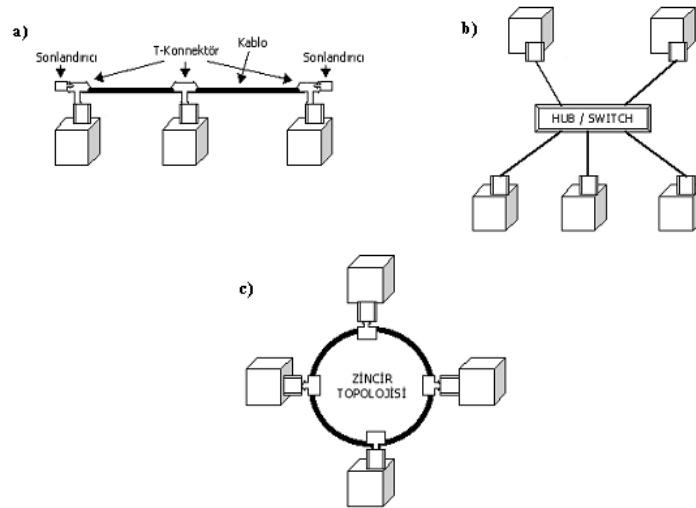 a)
T-Konnektör
Kablo
Sonlandırıcı
Sonlandırıcı
b)
HUB / SWITCH
c)
ZİNCİR
TOPOLOJİSİ